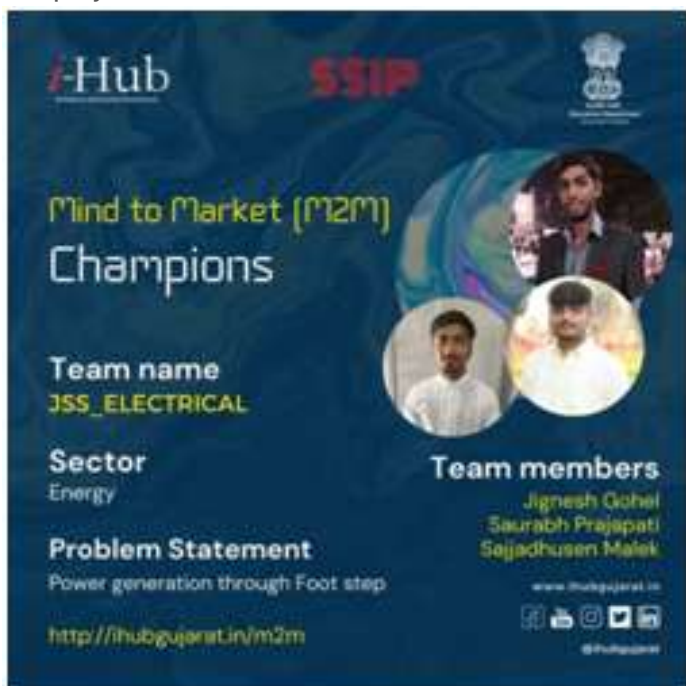 i-Hub
SSIP
Mind to Market (M2M)
Champions
Team name
JSS_ELECTRICAL
Sector
Energy
Problem Statement
Power generation through Foot step
http://ihubgujarat.in/m2m
Team members
Jignesh Gohel
Saurabh Prajapati
Sajjadhusen Malek
www.ihubgujarat.in
@ihubgujarat